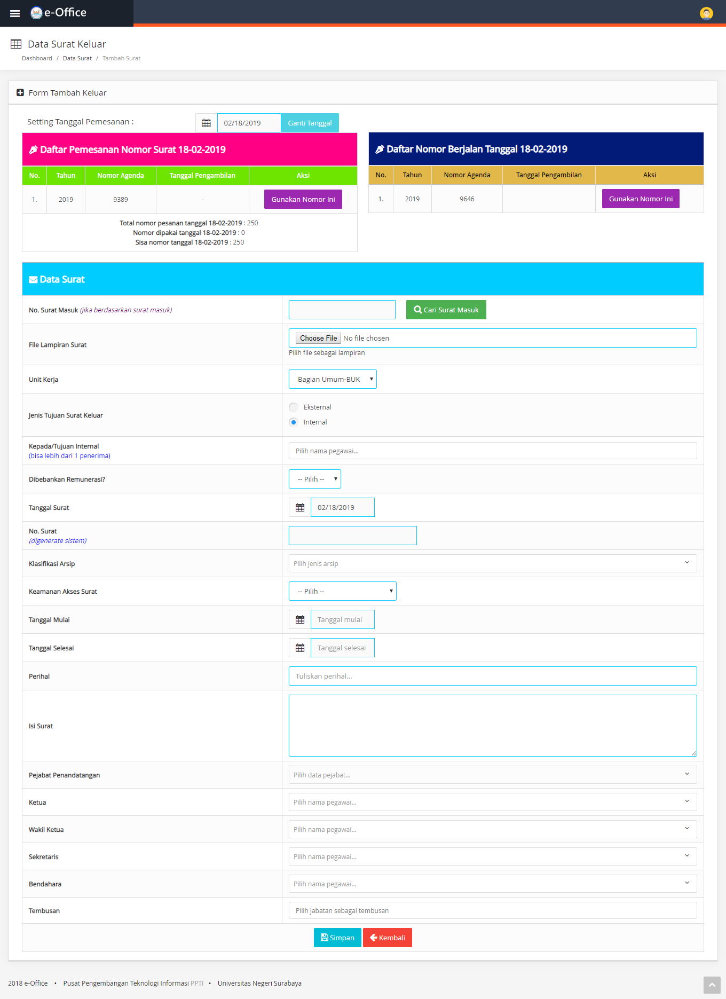 e-Office
Data Surat Keluar
Dashboard / Data Surat / Tambah Surat
Form Tambah Keluar
Setting Tanggal Pemesanan : 02/18/2019 Ganti Tanggal
Daftar Pemesanan Nomor Surat 18-02-2019
No. Tahun Nomor Agenda Tanggal Pengambilan Aksi
1. 2019 9389 - Gunakan Nomor Ini
Total nomor pesanan tanggal 18-02-2019 : 250
Nomor dipakai tanggal 18-02-2019 : 0
Sisa nomor tanggal 18-02-2019 : 250
Daftar Nomor Berjalan Tanggal 18-02-2019
No. Tahun Nomor Agenda Tanggal Pengambilan Aksi
1. 2019 9646 Gunakan Nomor Ini
Data Surat
No. Surat Masuk (jika berdasarkan surat masuk) Cari Surat Masuk
File Lampiran Surat Choose File No file chosen
Pilih file sebagai lampiran
Unit Kerja Bagian Umum-BUK
Jenis Tujuan Surat Keluar
Eksternal
Internal
Kepada/Tujuan Internal
(bisa lebih dari 1 penerima)
Pilih nama pegawai...
Dibebankan Remunerasi? -- Pilih --
Tanggal Surat 02/18/2019
No. Surat
(digenerate sistem)
Klasifikasi Arsip Pilih jenis arsip
Keamanan Akses Surat -- Pilih --
Tanggal Mulai Tanggal mulai
Tanggal Selesai Tanggal selesai
Perihal Tuliskan perihal...
Isi Surat
Pejabat Penandatangan Pilih data pejabat...
Ketua Pilih nama pegawai...
Wakil Ketua Pilih nama pegawai...
Sekretaris Pilih nama pegawai...
Bendahara Pilih nama pegawai...
Tembusan Pilih jabatan sebagai tembusan
Simpan Kembali
2018 e-Office • Pusat Pengembangan Teknologi Informasi PPTI • Universitas Negeri Surabaya